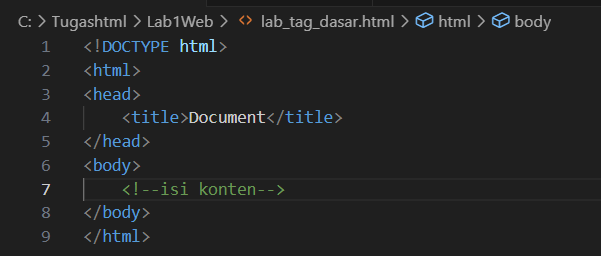 C: > Tugashtml > Lab1Web > <> lab_tag_dasar.html > html > body
1 <!DOCTYPE html>
2 <html>
3 <head>
4     <title>Document</title>
5 </head>
6 <body>
7     <!--isi konten-->
8 </body>
9 </html>